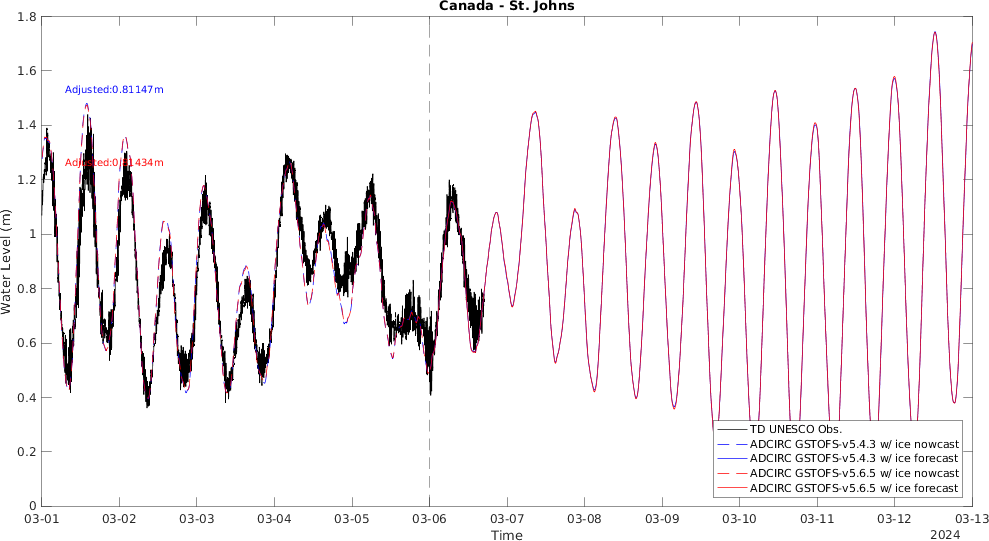 Canada - St. Johns
1.8
1.6
1.4
1.2
1
0.8
0.6
0.4
0.2
0
Water Level (m)
Adjusted:0.81147m
Adjusted:0.81434m
TD UNESCO Obs.
ADCIRC GSTOFS-v5.4.3 w/ ice nowcast
ADCIRC GSTOFS-v5.4.3 w/ ice forecast
ADCIRC GSTOFS-v5.6.5 w/ ice nowcast
ADCIRC GSTOFS-v5.6.5 w/ ice forecast
03-01 03-02 03-03 03-04 03-05 03-06 03-07 03-08 03-09 03-10 03-11 03-12 03-13
Time
2024